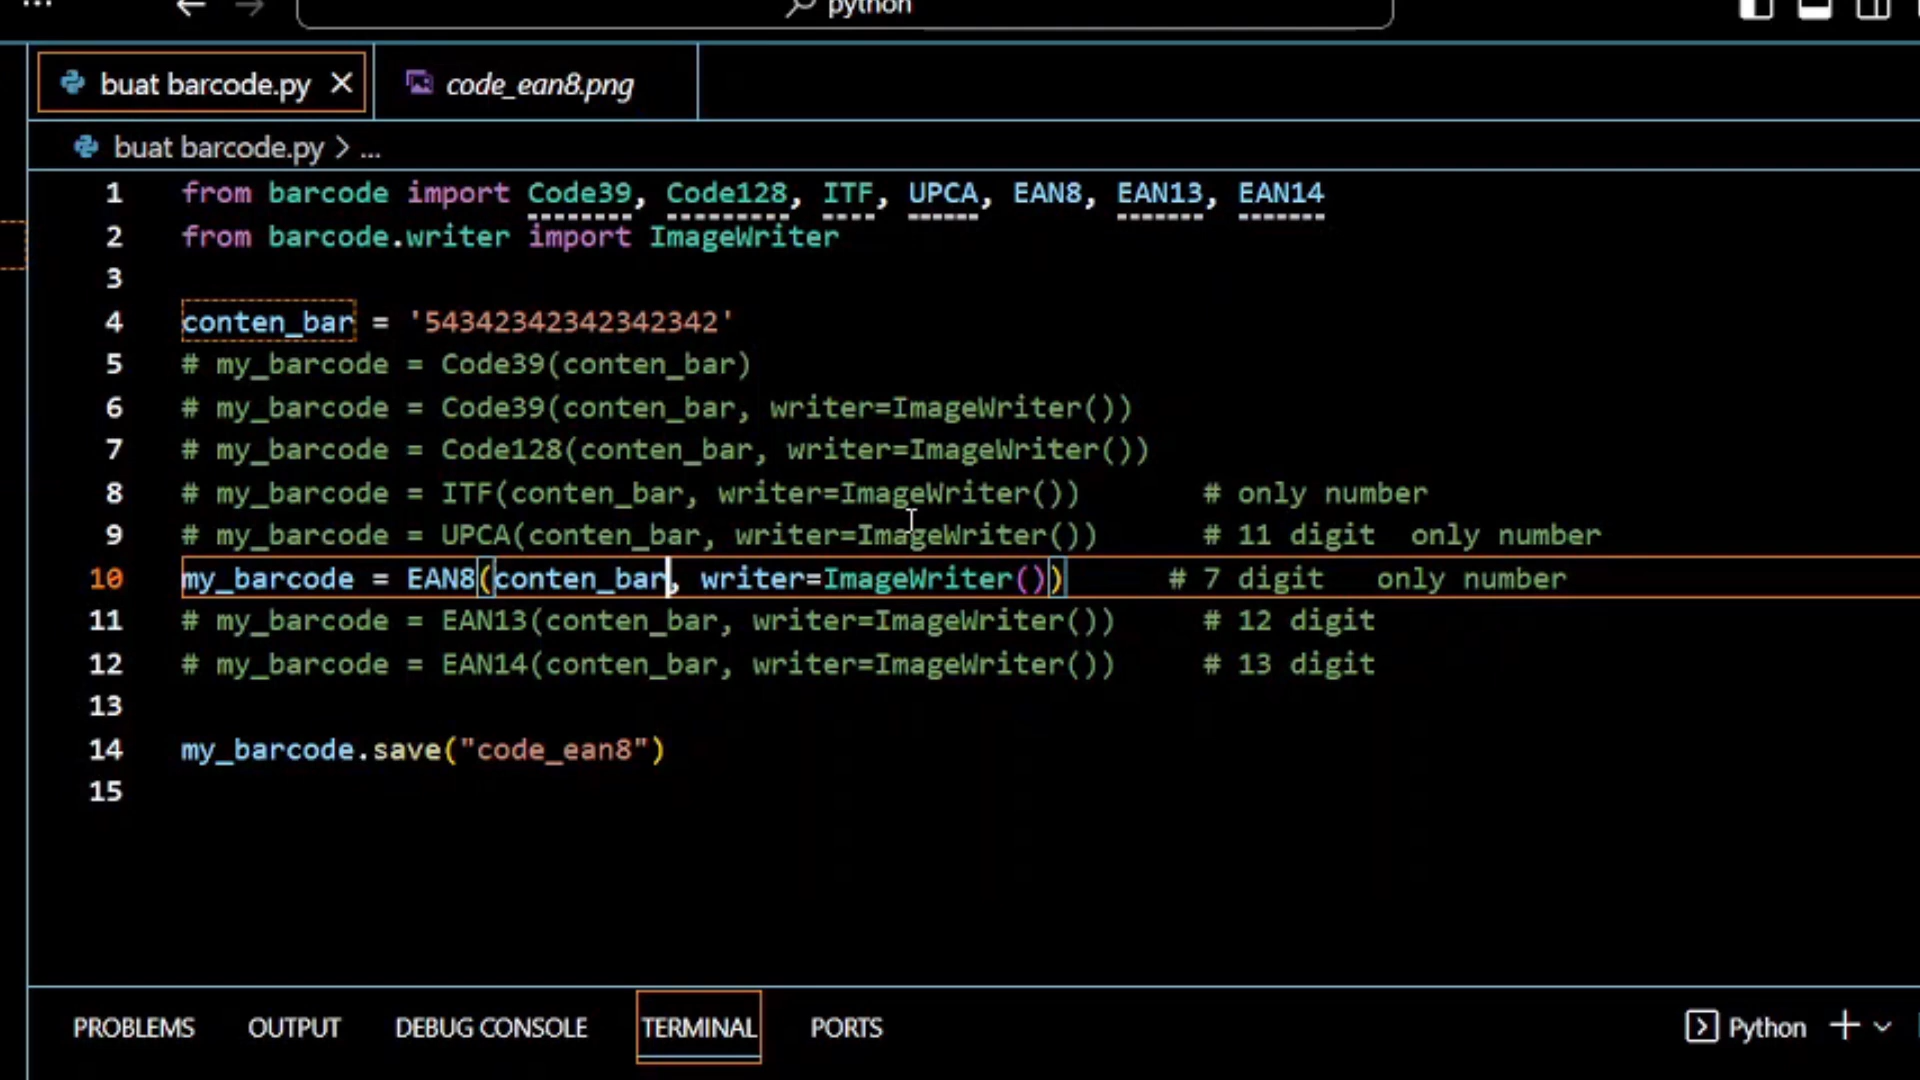 python
buat barcode.py
code_ean8.png
buat barcode.py > ...
1 from barcode import Code39, Code128, ITF, UPCA, EAN8, EAN13, EAN14
2 from barcode.writer import ImageWriter
3
4 conten_bar = '54342342342342342'
5 # my_barcode = Code39(conten_bar)
6 # my_barcode = Code39(conten_bar, writer=ImageWriter())
7 # my_barcode = Code128(conten_bar, writer=ImageWriter())
8 # my_barcode = ITF(conten_bar, writer=ImageWriter()) # only number
9 # my_barcode = UPCA(conten_bar, writer=ImageWriter()) # 11 digit only number
10 my_barcode = EAN8(conten_bar, writer=ImageWriter()) # 7 digit only number
11 # my_barcode = EAN13(conten_bar, writer=ImageWriter()) # 12 digit
12 # my_barcode = EAN14(conten_bar, writer=ImageWriter()) # 13 digit
13
14 my_barcode.save("code_ean8")
15
PROBLEMS OUTPUT DEBUG CONSOLE TERMINAL PORTS Python